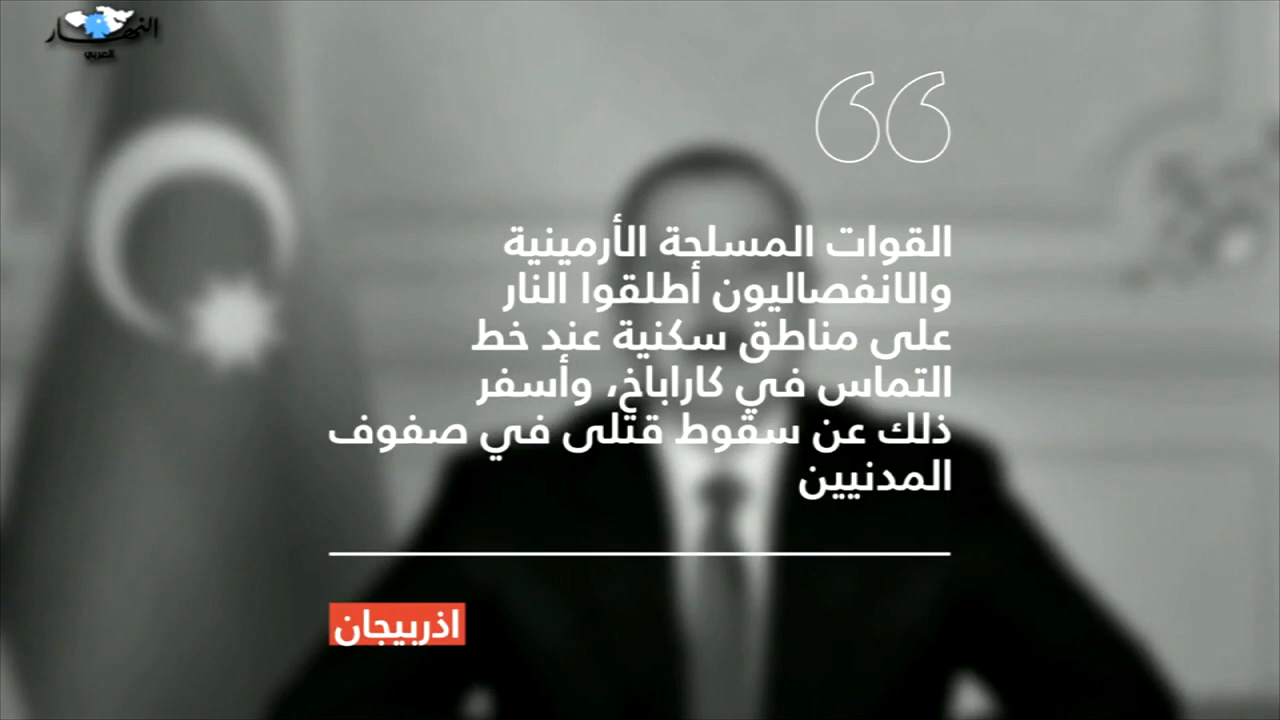 النهار
العربي
القوات المسلحة الأرمينية
والانفصاليون أطلقوا النار
على مناطق سكنية عند خط
التماس في كاراباخ، وأسفر
ذلك عن سقوط قتلى في صفوف
المدنيين
اذربيجان